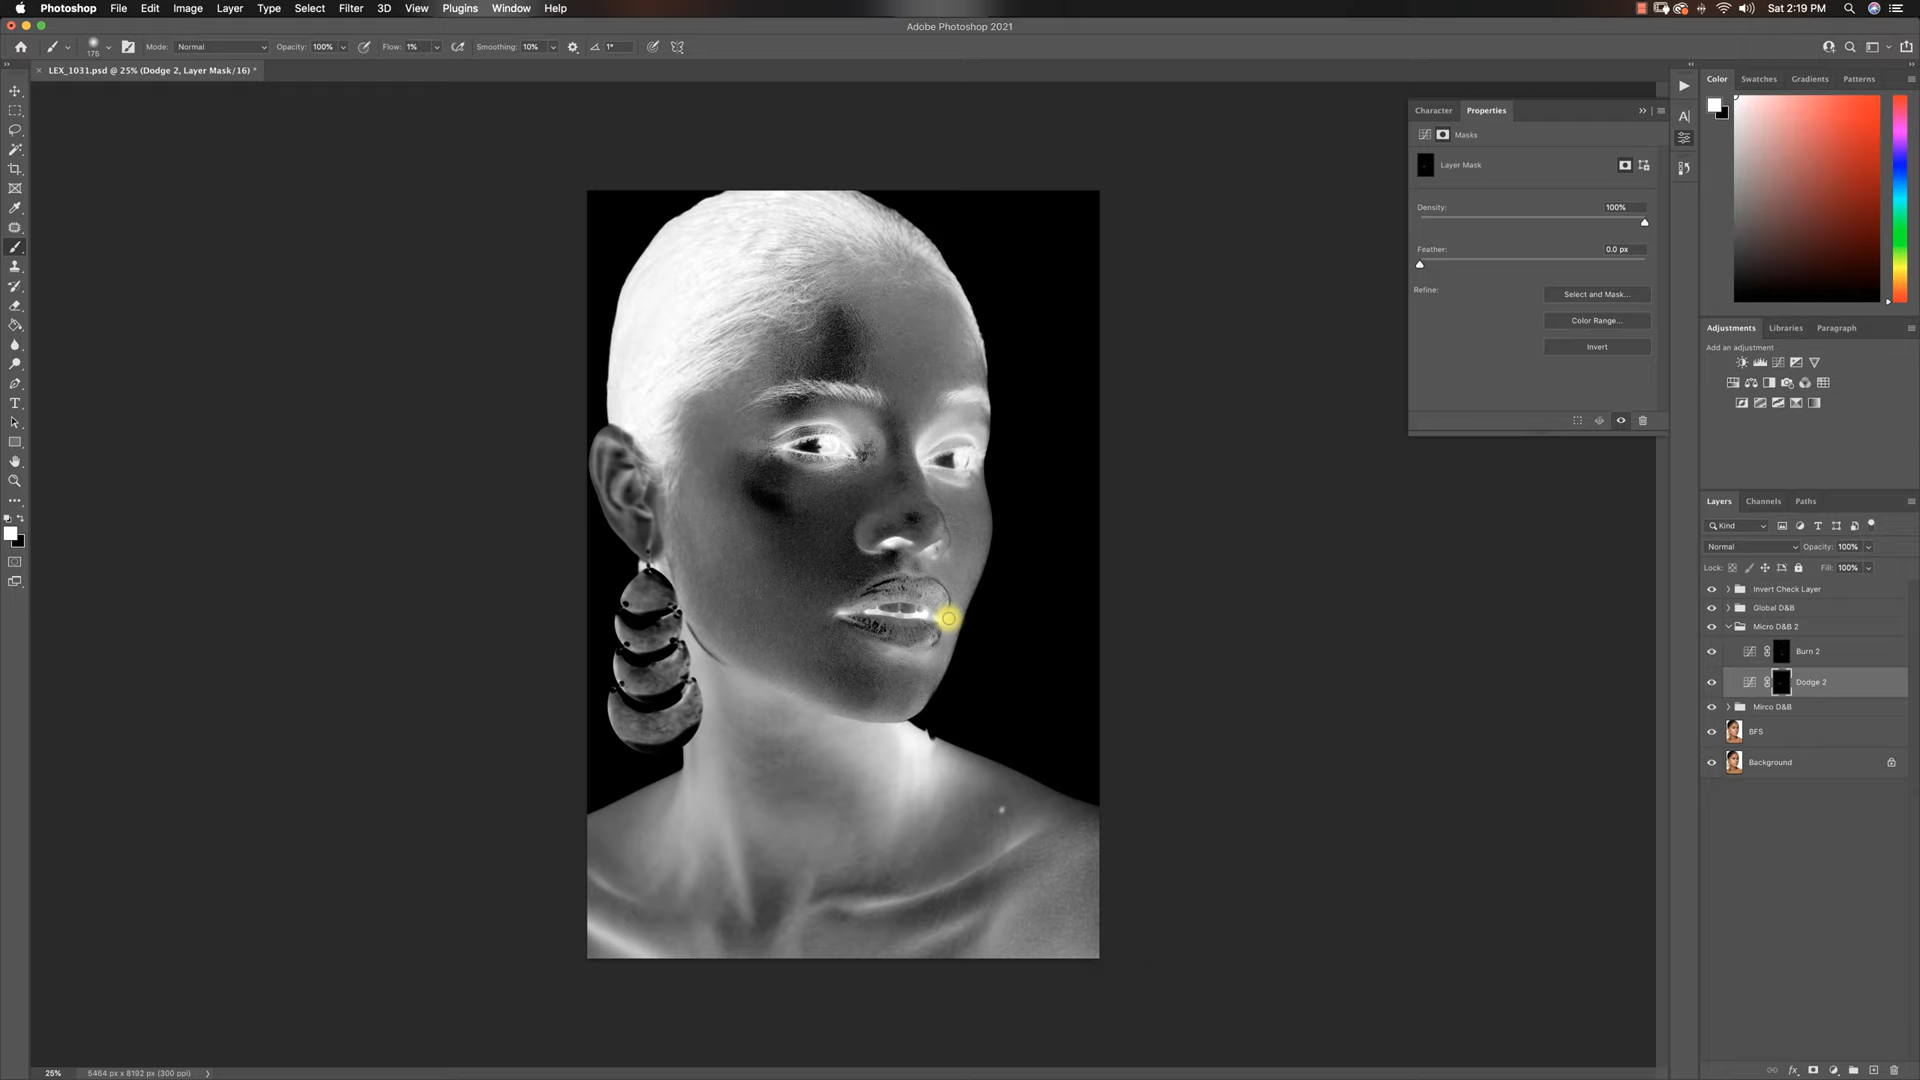 Photoshop File Edit Image Layer Type Select Filter 3D View Plugins Window Help Sat 2:19 PM
Adobe Photoshop 2021
175 Mode: Normal Opacity: 100% Flow: 1% Smoothing: 10% 1°
× LEX_1031.psd @ 25% (Dodge 2, Layer Mask/16) *
Character Properties
Masks
Layer Mask
Density: 100%
Feather: 0.0 px
Refine:
Select and Mask...
Color Range...
Invert
Color Swatches Gradients Patterns
Adjustments Libraries Paragraph
Add an adjustment
Layers Channels Paths
Kind
Normal Opacity: 100%
Lock: Fill: 100%
Invert Check Layer
Global D&B
Micro D&B 2
Burn 2
Dodge 2
Mirco D&B
BFS
Background
25% 5464 px x 8192 px (300 ppi)